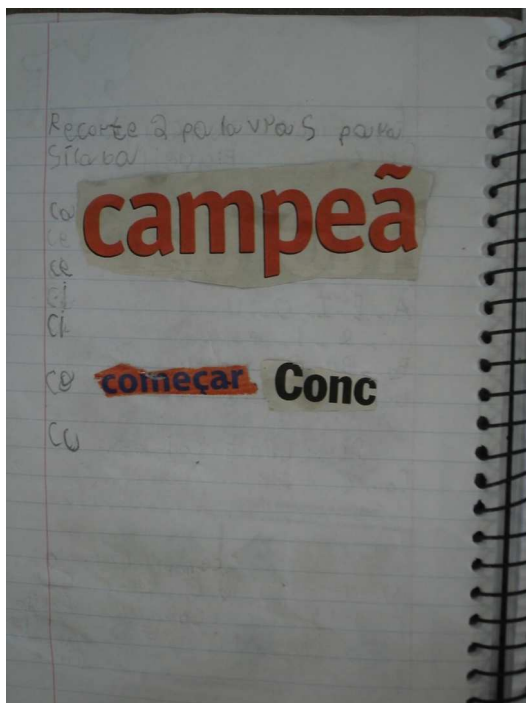 Recorte 2 palavras para
Sílaba
ca campeã
ce
ci
co começar Conc
cu